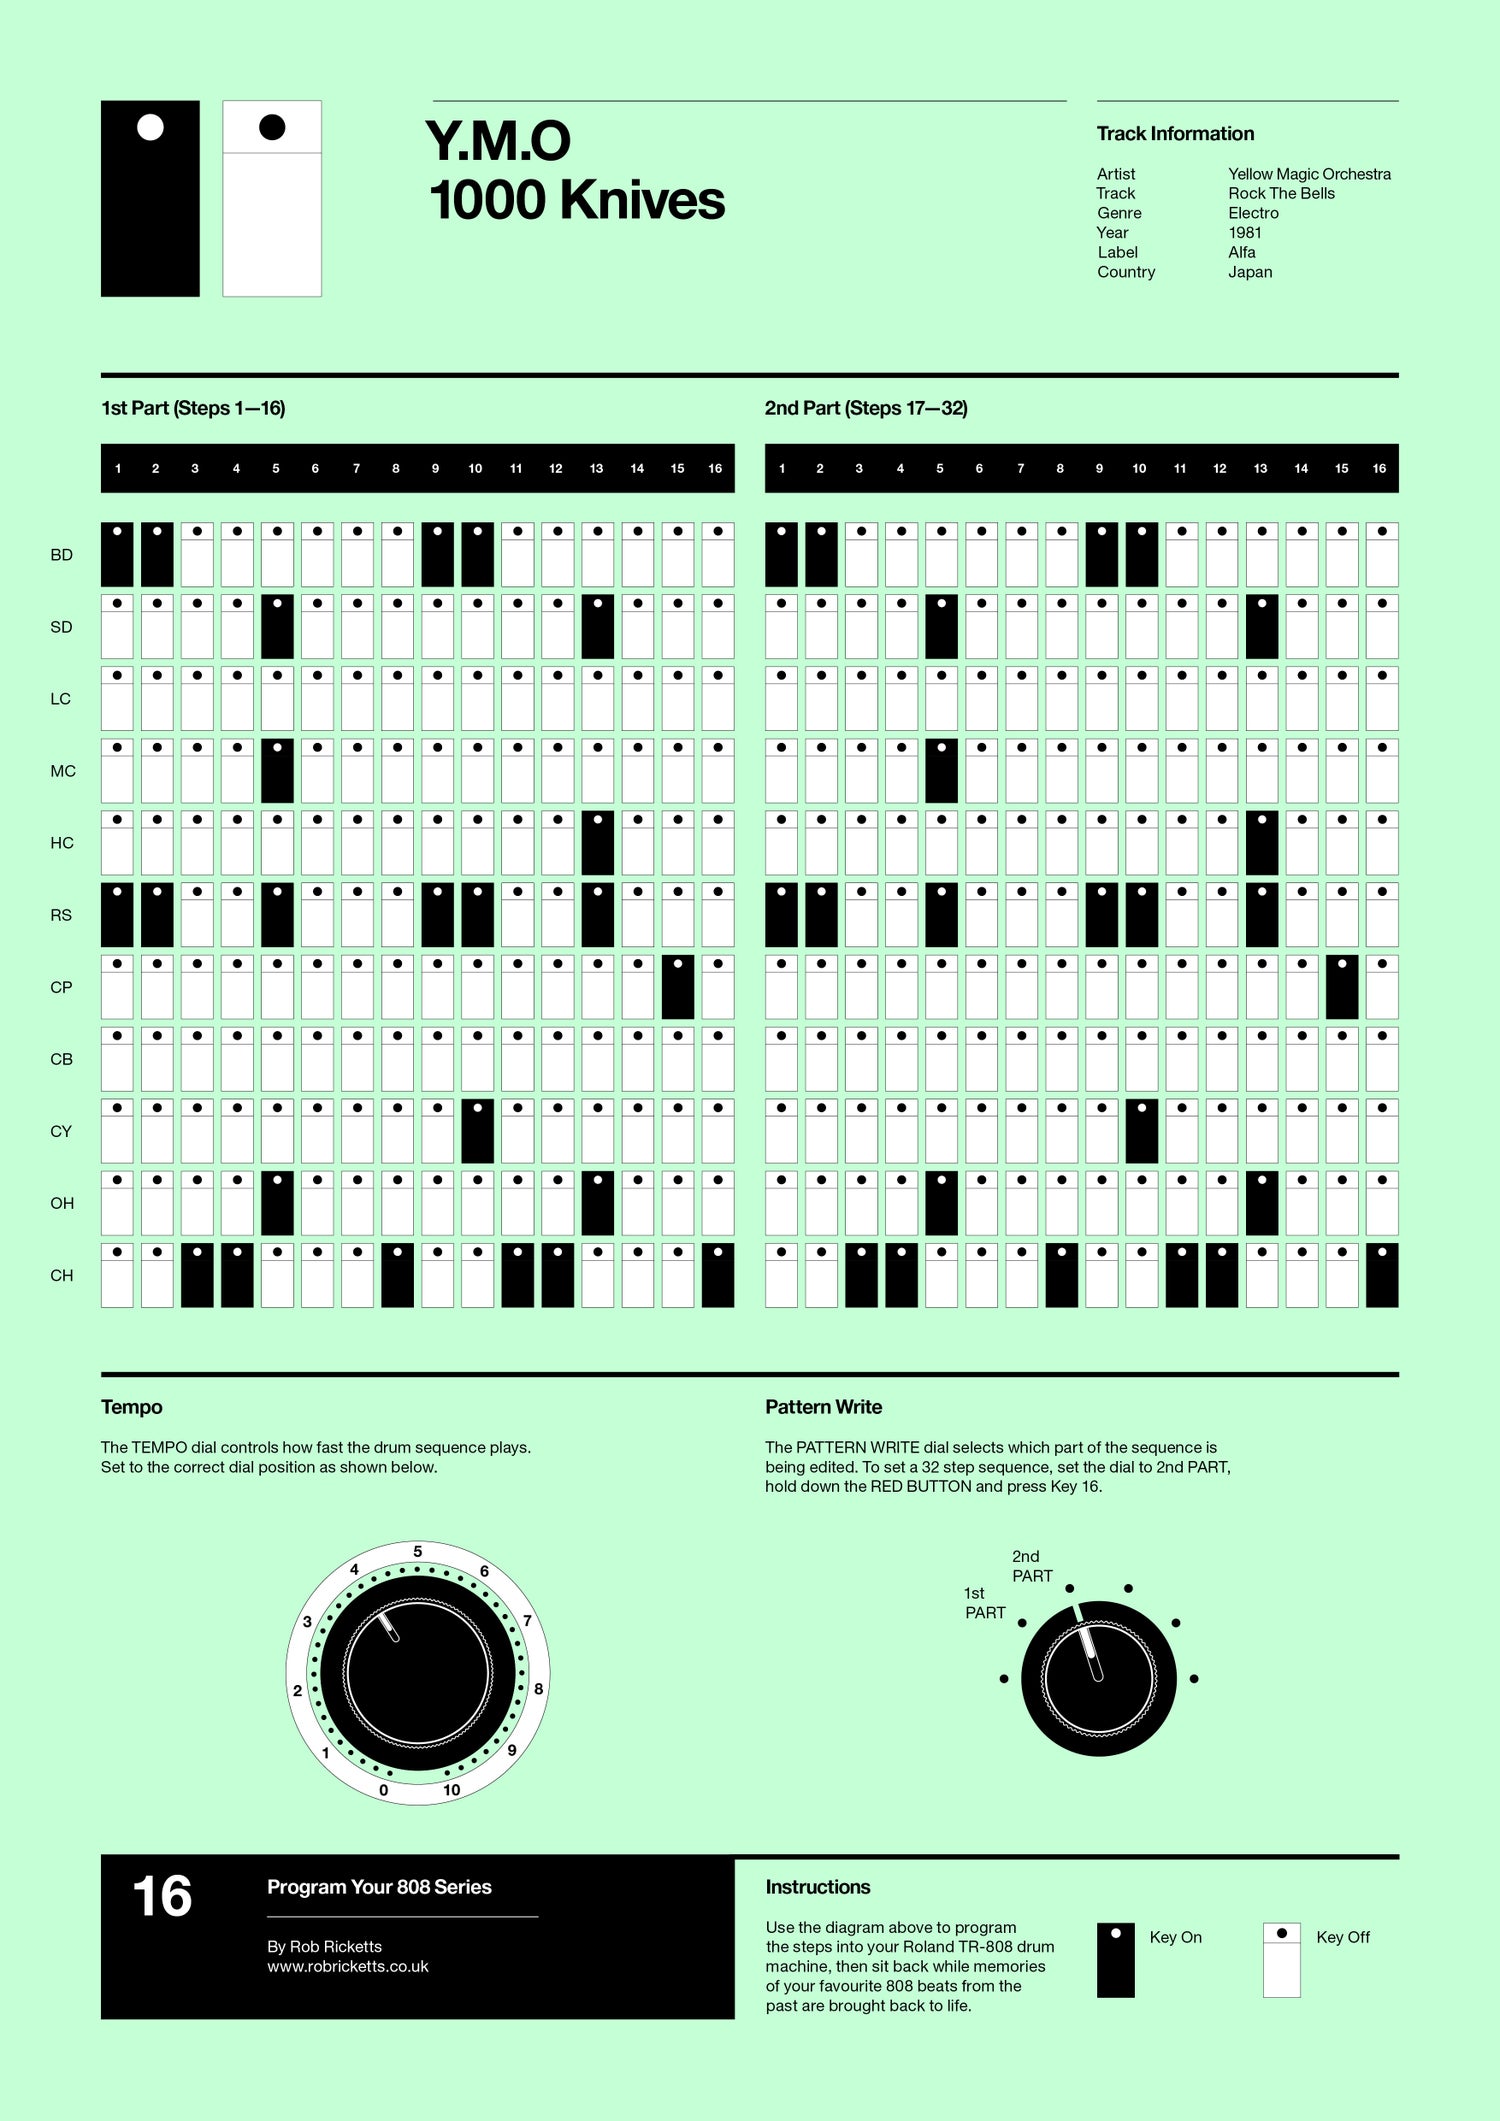 Y.M.O
1000 Knives
Track Information
Artist Yellow Magic Orchestra
Track Rock The Bells
Genre Electro
Year 1981
Label Alfa
Country Japan
1st Part (Steps 1—16)
2nd Part (Steps 17—32)
1 2 3 4 5 6 7 8 9 10 11 12 13 14 15 16
1 2 3 4 5 6 7 8 9 10 11 12 13 14 15 16
BD
SD
LC
MC
HC
RS
CP
CB
CY
OH
CH
Tempo
The TEMPO dial controls how fast the drum sequence plays.
Set to the correct dial position as shown below.
0 1 2 3 4 5 6 7 8 9 10
Pattern Write
The PATTERN WRITE dial selects which part of the sequence is
being edited. To set a 32 step sequence, set the dial to 2nd PART,
hold down the RED BUTTON and press Key 16.
2nd
PART
1st
PART
16
Program Your 808 Series
By Rob Ricketts
www.robricketts.co.uk
Instructions
Use the diagram above to program
the steps into your Roland TR-808 drum
machine, then sit back while memories
of your favourite 808 beats from the
past are brought back to life.
Key On
Key Off